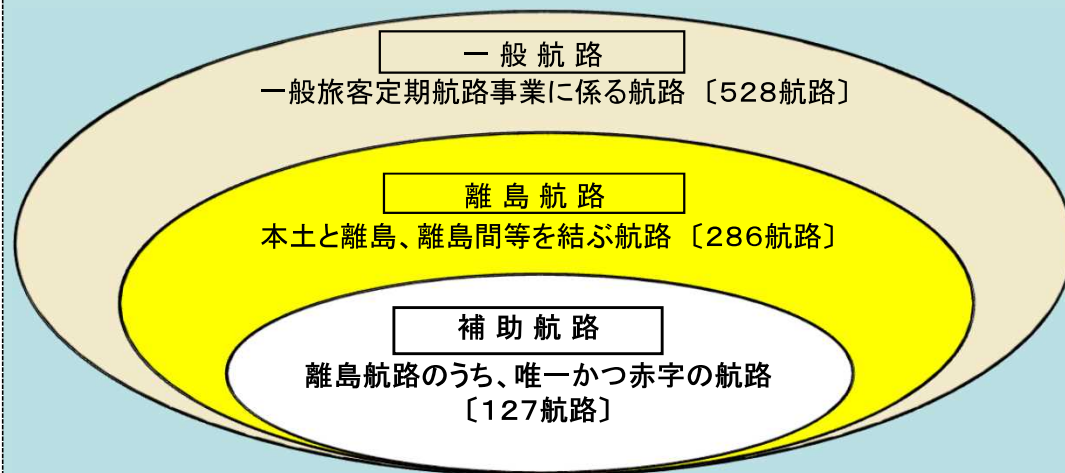 一般航路
一般旅客定期航路事業に係る航路〔528航路〕
離島航路
本土と離島、離島間等を結ぶ航路〔286航路〕
補助航路
離島航路のうち、唯一かつ赤字の航路
〔127航路〕